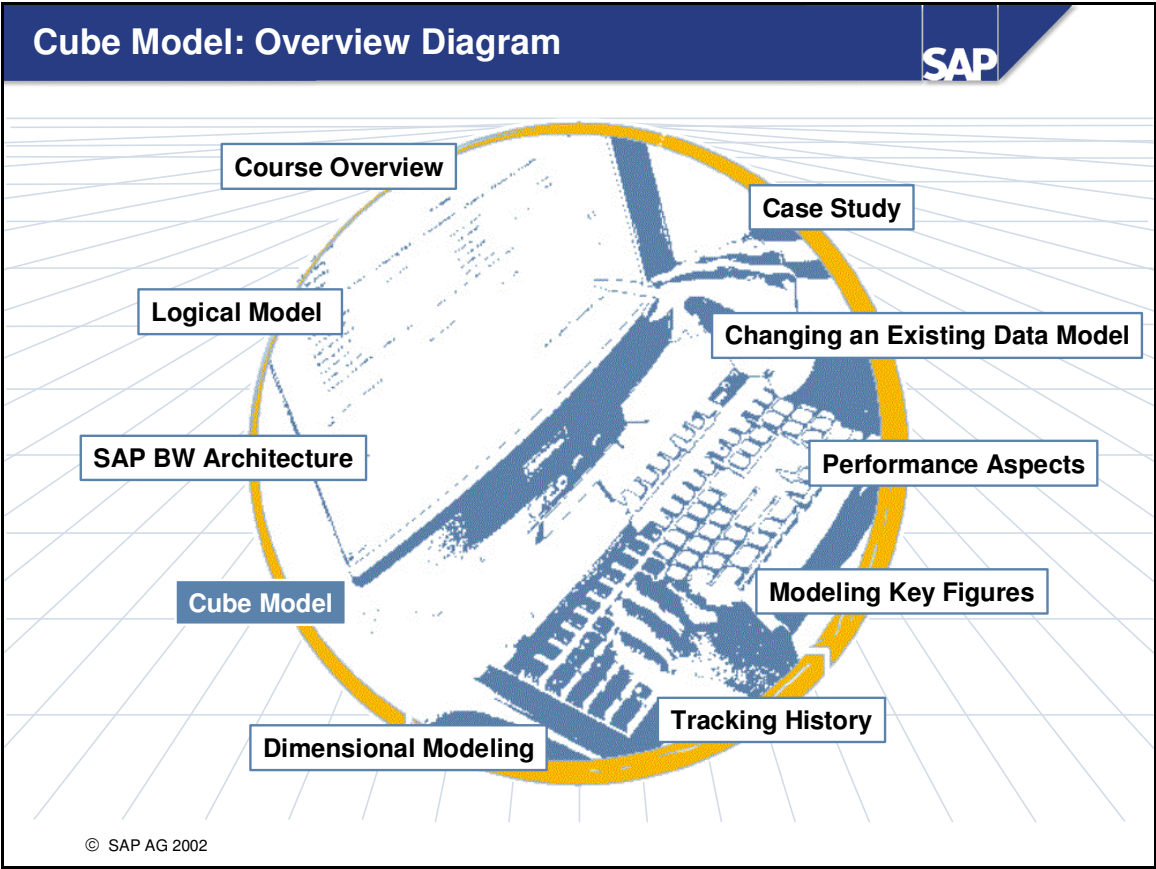 Cube Model: Overview Diagram
SAP
Course Overview
Case Study
Logical Model
Changing an Existing Data Model
SAP BW Architecture
Performance Aspects
Cube Model
Modeling Key Figures
Tracking History
Dimensional Modeling
© SAP AG 2002